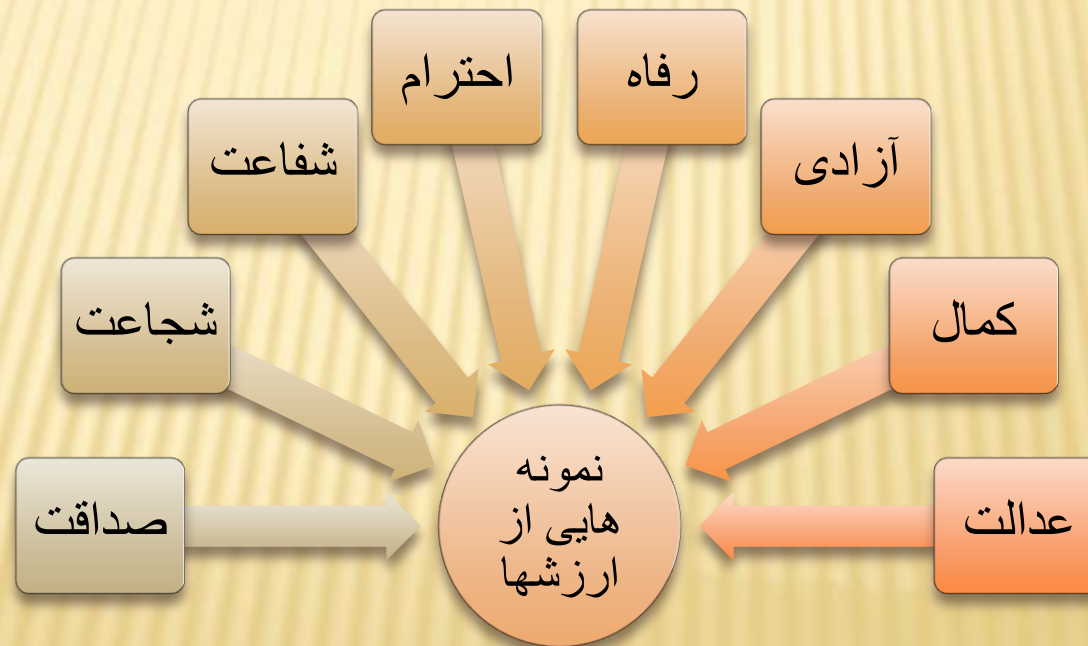 رفاه
احترام
آزادی
شفاعت
کمال
شجاعت
عدالت
صداقت
نمونه
هایی از
ارزشها